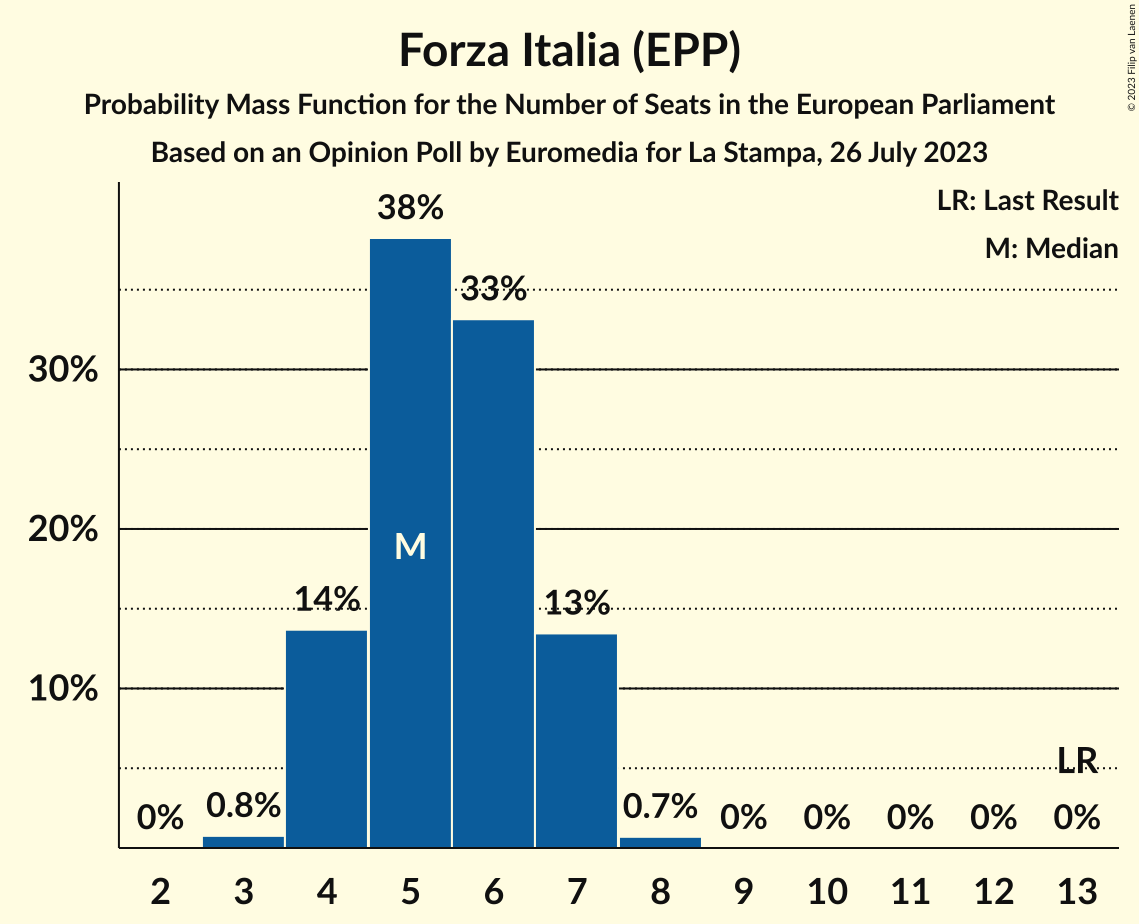 Forza Italia (EPP)
Probability Mass Function for the Number of Seats in the European Parliament
Based on an Opinion Poll by Euromedia for La Stampa, 26 July 2023
© 2023 Filip van Laenen
LR: Last Result
M: Median
38%
33%
30%
20%
M
14%
13%
10%
LR
0%
0.8%
0.7%
0%
0%
0%
0%
0%
2 3 4 5 6 7 8 9 10 11 12 13